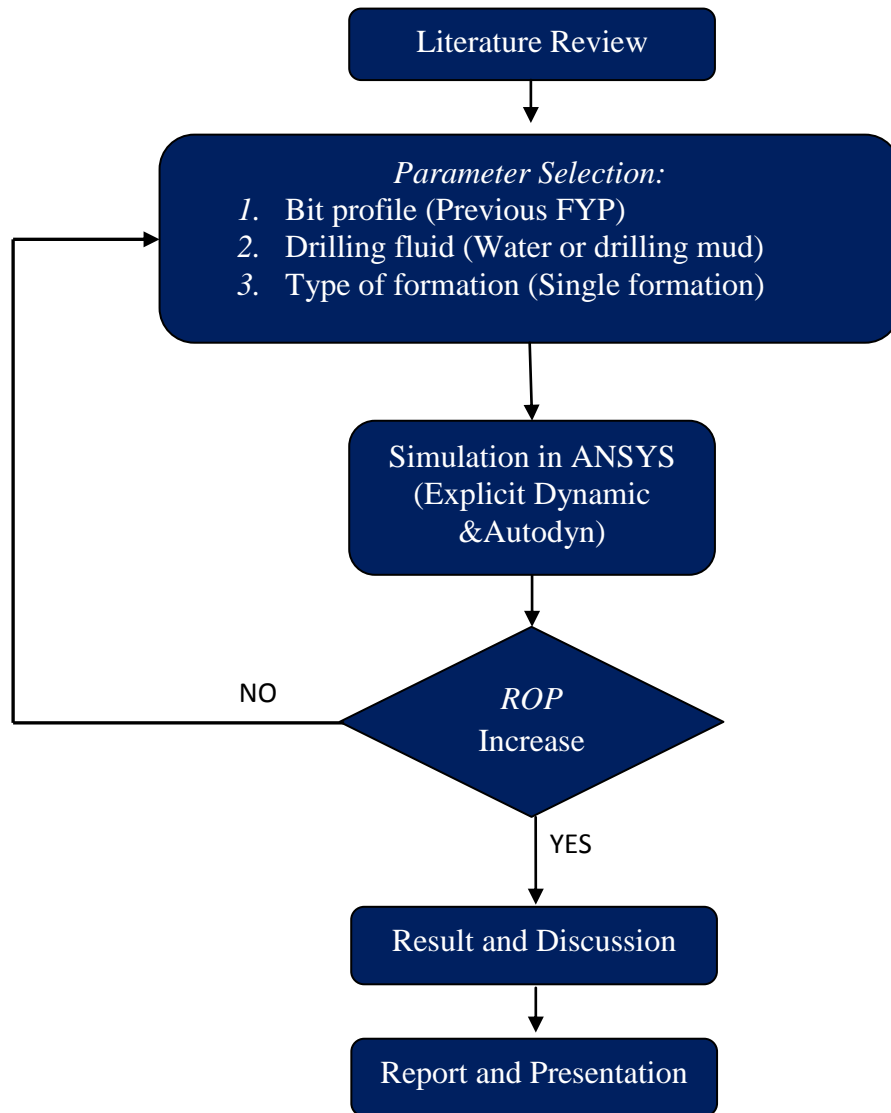 Literature Review
Parameter Selection:
1. Bit profile (Previous FYP)
2. Drilling fluid (Water or drilling mud)
3. Type of formation (Single formation)
Simulation in ANSYS
(Explicit Dynamic
&Autodyn)
NO
ROP
Increase
YES
Result and Discussion
Report and Presentation